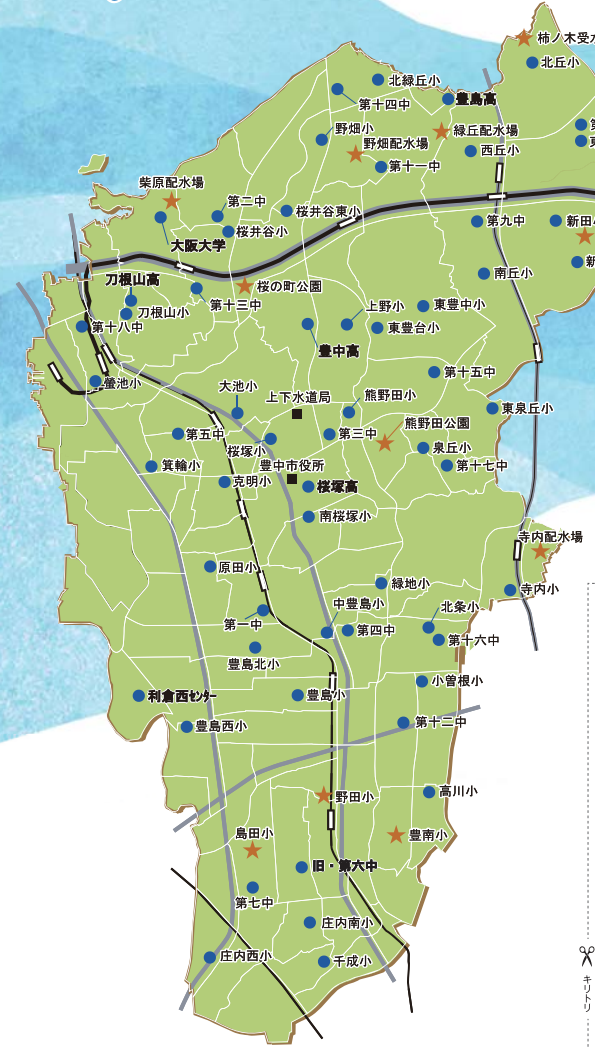 柿ノ木受水
北丘小
北緑丘小
第十四中
豊島高
野畑小
緑丘配水場
野畑配水場
西丘小
第十一中
柴原配水場
第二中
桜井谷東小
第九中
新田小
桜井谷小
大阪大学
新
南丘小
刀根山高
桜の町公園
刀根山小
第十三中
上野小
東豊中小
第十八中
東豊台小
豊中高
第十五中
螢池小
大池小
上下水道局
熊野田小
東泉丘小
熊野田公園
第五中
第三中
桜塚小
泉丘小
箕輪小
豊中市役所
第十七中
克明小
桜塚高
南桜塚小
寺内配水場
原田小
緑地小
寺内小
中豊島小
北条小
第一中
第四中
第十六中
豊島北小
小曽根小
利倉西センター
豊島小
豊島西小
第十二中
野田小
高川小
島田小
豊南小
旧・第六中
第七中
庄内南小
庄内西小
千成小
キリトリ